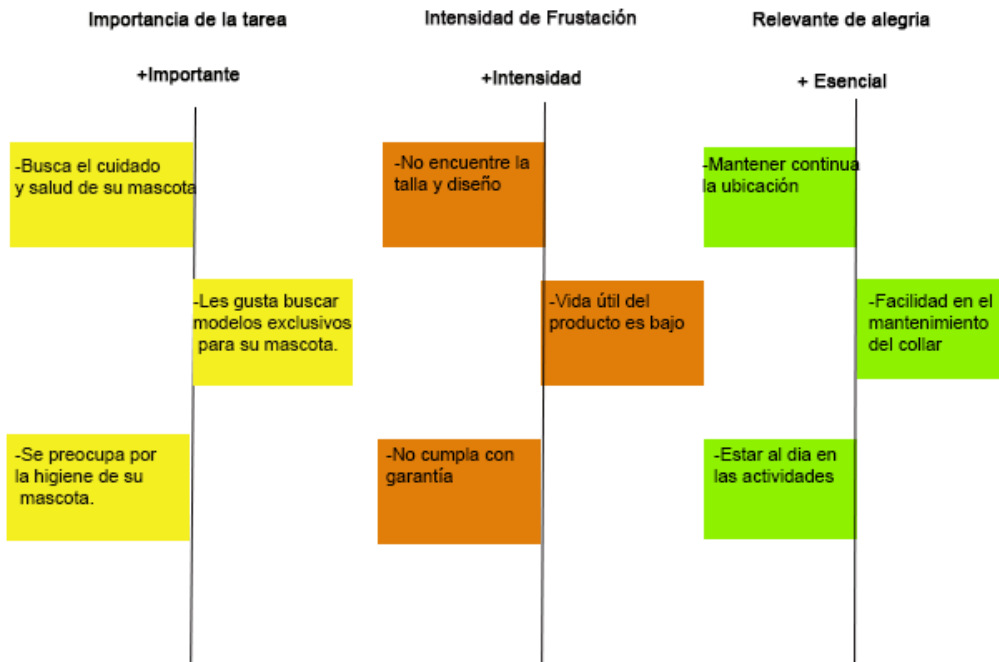 Importancia de la tarea
+Importante
-Busca el cuidado
y salud de su mascota
-Les gusta buscar
modelos exclusivos
para su mascota.
-Se preocupa por
la higiene de su
mascota.
Intensidad de Frustación
+Intensidad
-No encuentre la
talla y diseño
-Vida útil del
producto es bajo
-No cumpla con
garantía
Relevante de alegria
+ Esencial
-Mantener continua
la ubicación
-Facilidad en el
mantenimiento
del collar
-Estar al dia en
las actividades